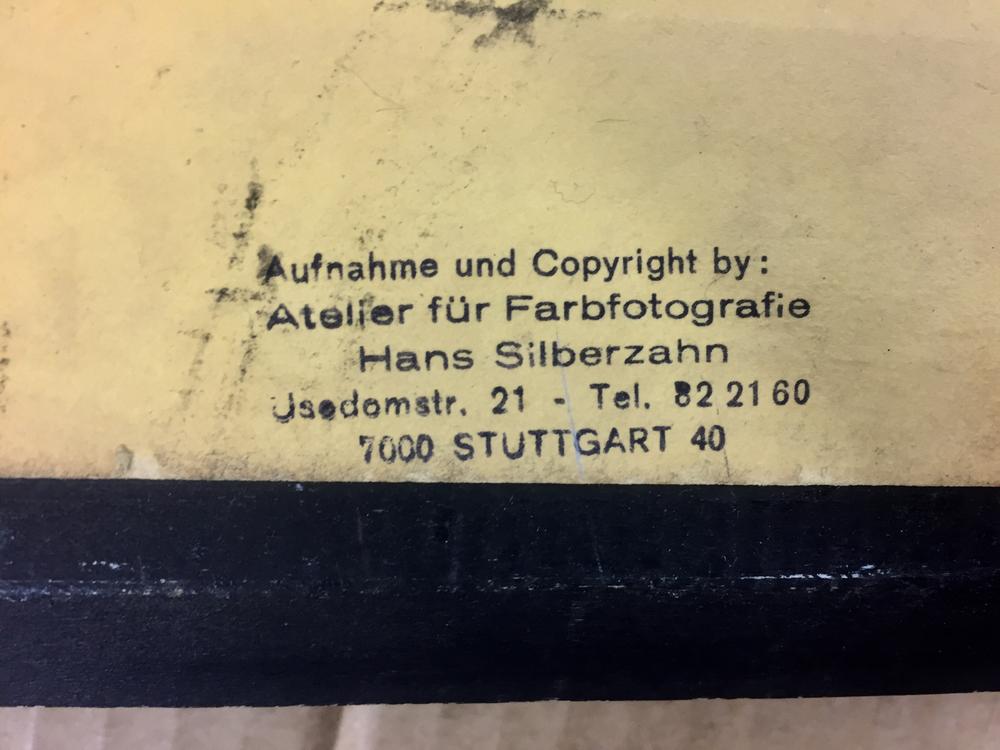 Aufnahme und Copyright by:
Atelier für Farbfotografie
Hans Silberzahn
Usedomstr. 21 - Tel. 82 21 60
7000 STUTTGART 40